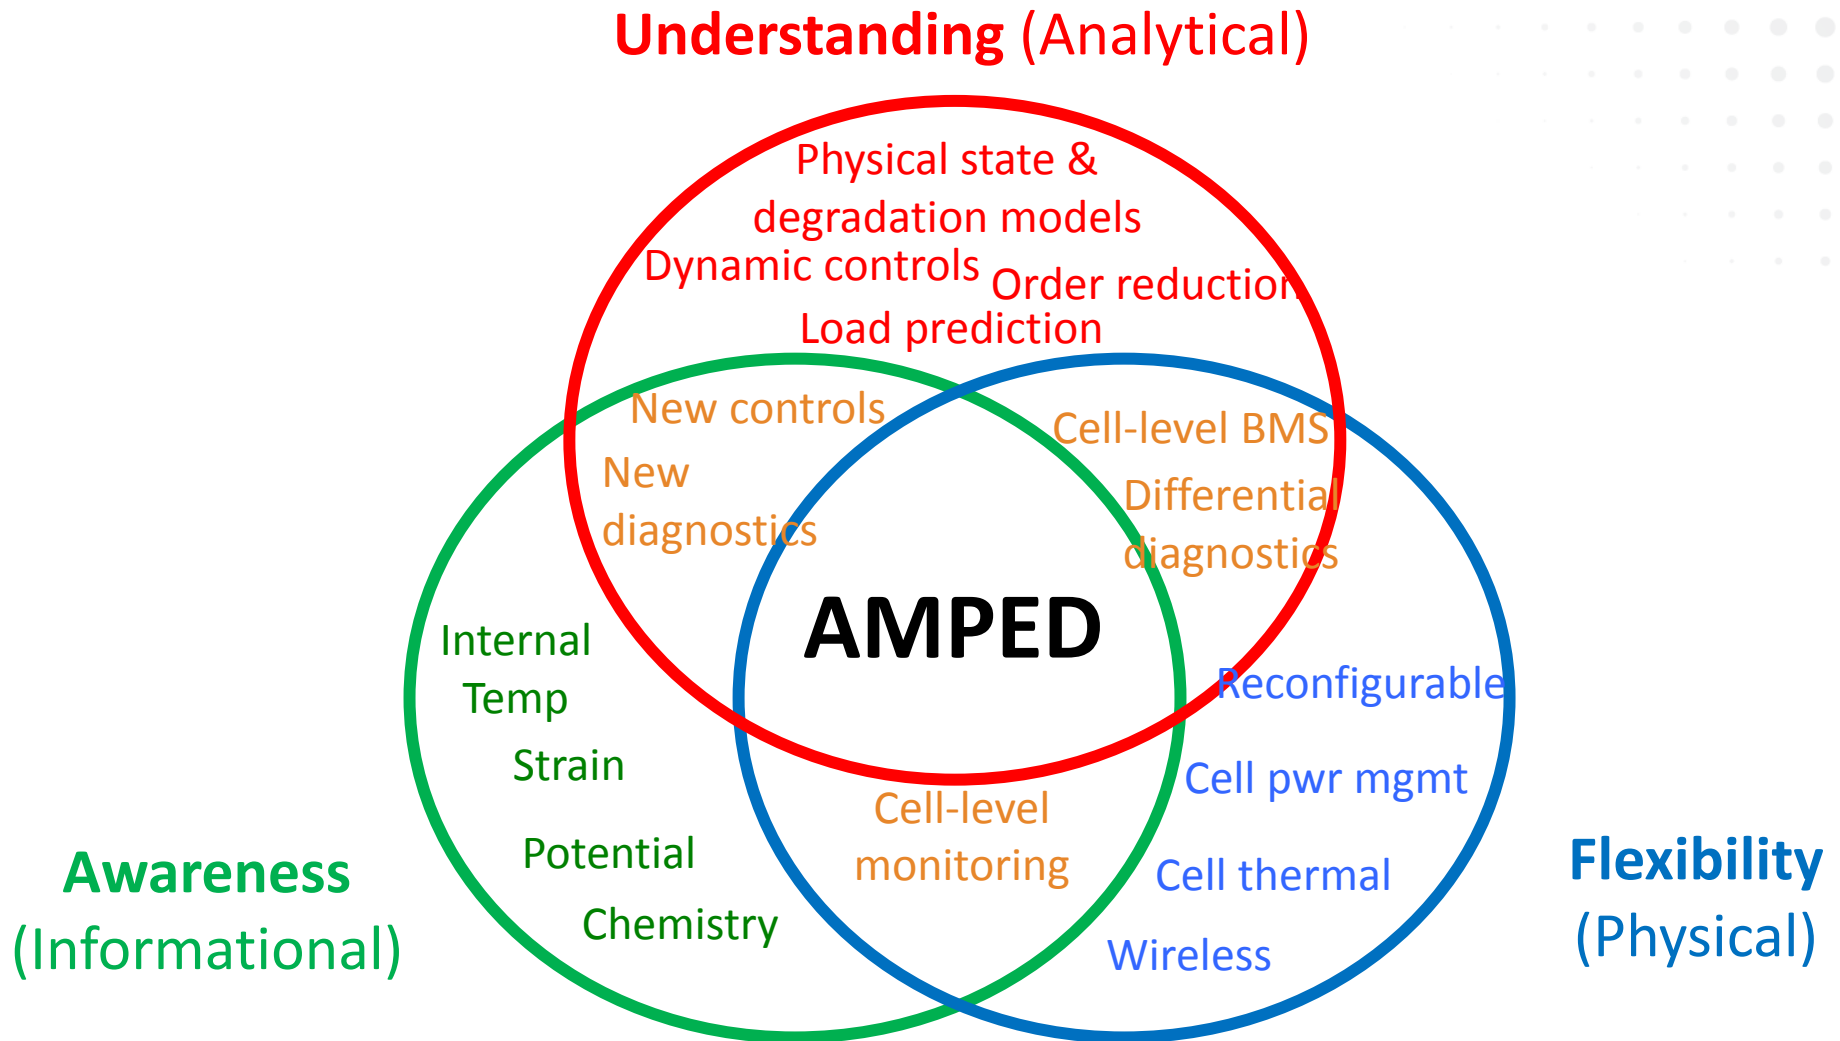 Understanding (Analytical)
Physical state &
degradation models
Dynamic controls
Order reduction
Load prediction
New controls
New
diagnostics
Cell-level BMS
Differential
diagnostics
AMPED
Internal
Temp
Strain
Potential
Chemistry
Cell-level
monitoring
Reconfigurable
Cell pwr mgmt
Cell thermal
Wireless
Awareness
(Informational)
Flexibility
(Physical)